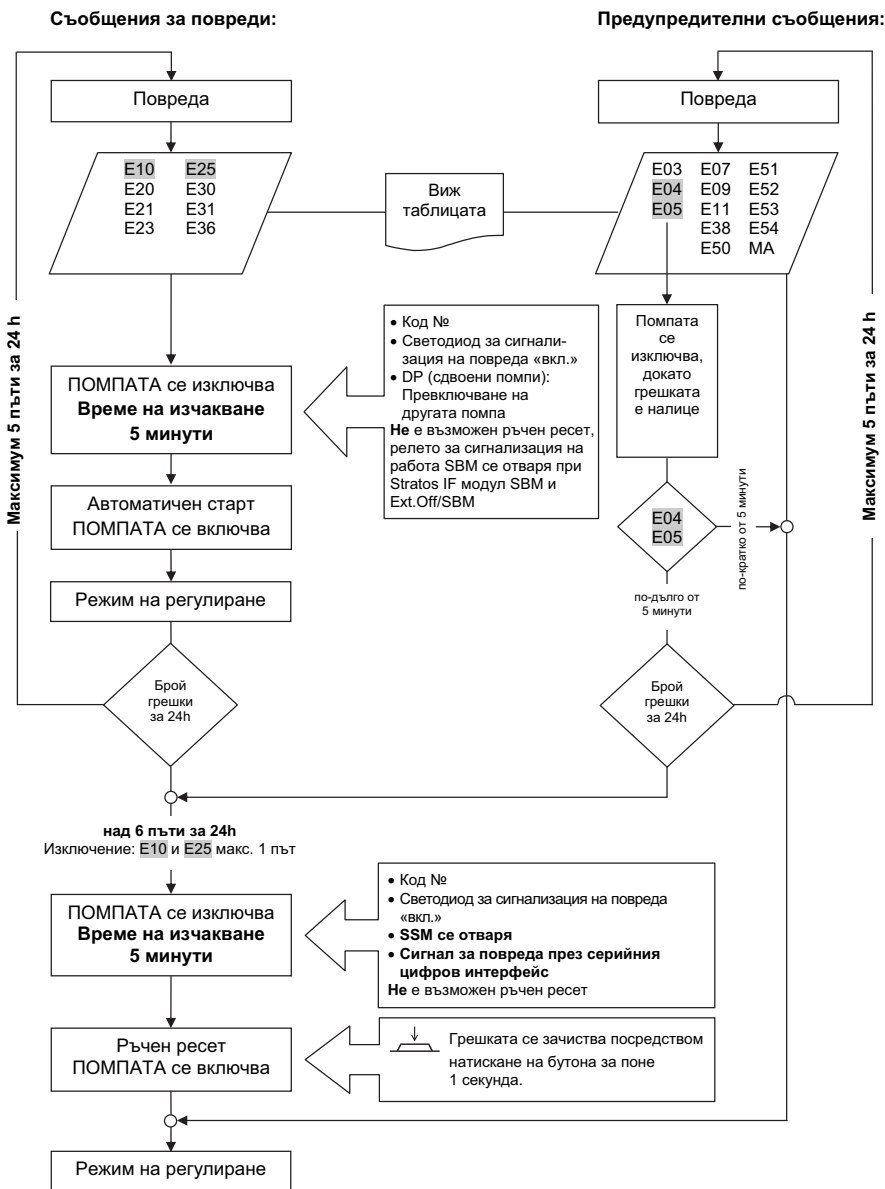 Съобщения за повреди:
Предупредителни съобщения:
Повреда
Повреда
E10 E25
E20 E30
E21 E31
E23 E36
Виж
таблицата
E03 E07 E51
E04 E09 E52
E05 E11 E53
E38 E54
E50 MA
Максимум 5 пъти за 24 h
ПОМПАТА се изключва
Време на изчакване
5 минути
• Код №
• Светодиод за сигнали-
зация на повреда «вкл.»
• DP (сдвоени помпи):
Превключване на
другата помпа
Не е възможен ръчен ресет,
релето за сигнализация на
работа SBM се отваря при
Stratos IF модул SBM и
Ext.Off/SBM
Помпата
се
изключва,
докато
грешката
е налице
Максимум 5 пъти за 24 h
Автоматичен старт
ПОМПАТА се включва
E04
E05
по-кратко от 5 минути
Режим на регулиране
по-дълго от
5 минути
Брой
грешки
за 24h
Брой
грешки
за 24h
над 6 пъти за 24h
Изключение: E10 и E25 макс. 1 път
ПОМПАТА се изключва
Време на изчакване
5 минути
• Код №
• Светодиод за сигнализация на повреда
«вкл.»
• SSM се отваря
• Сигнал за повреда през серийния
цифров интерфейс
Не е възможен ръчен ресет
Ръчен ресет
ПОМПАТА се включва
Грешката се зачиства посредством
натискане на бутона за поне
1 секунда.
Режим на регулиране